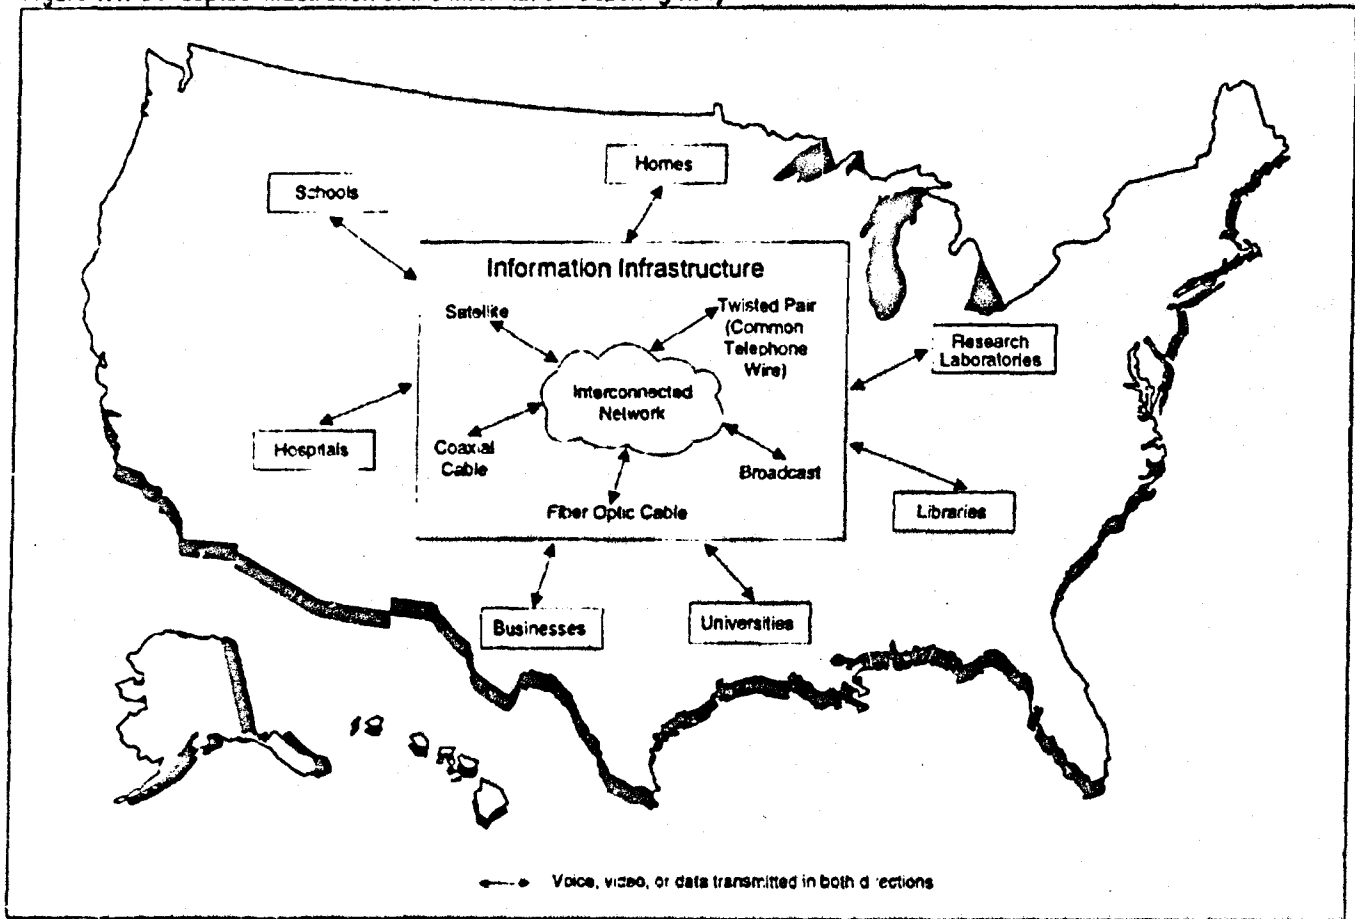 Homes
Schools
Information Infrastructure
Satellite
Twisted Pair
(Common
Telephone
Wire)
Research
Laboratories
Interconnected
Network
Hospitals
Coaxial
Cable
Broadcast
Fiber Optic Cable
Libraries
Businesses
Universities
Voice, video, or data transmitted in both directions